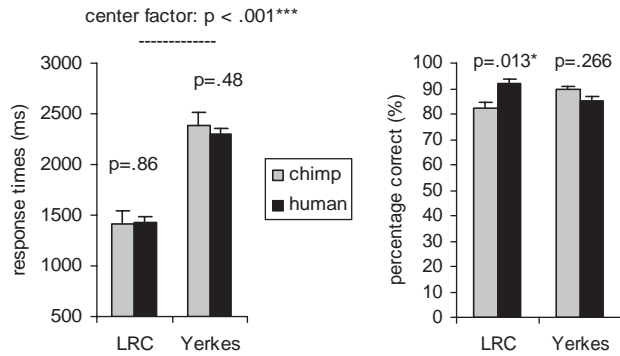 center factor: p < .001***
--------------
response times (ms)
3000
2500
2000
1500
1000
500
p=.86
p=.48
LRC
Yerkes
chimp
human
percentage correct (%)
100
90
80
70
60
50
40
30
20
10
0
p=.013*
p=.266
LRC
Yerkes